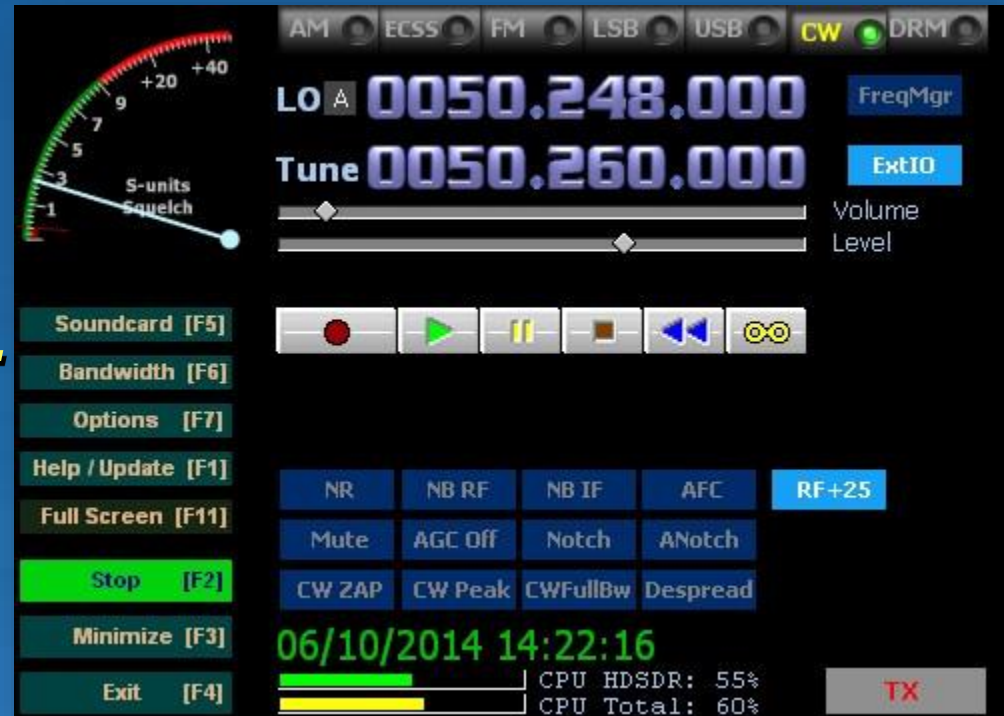 AM ECSS FM LSB USB CW DRM
+20 +40
9
7
5
3
1
S-units
Squelch
LO A 0050.248.000 FreqMgr
Tune 0050.260.000 ExtIO
Volume
Level
Soundcard [F5]
Bandwidth [F6]
Options [F7]
Help / Update [F1]
Full Screen [F11]
Stop [F2]
Minimize [F3]
Exit [F4]
NR NB RF NB IF AFC RF+25
Mute AGC Off Notch ANotch
CW ZAP CW Peak CWFullBw Despread
06/10/2014 14:22:16
CPU HDSDR: 55%
CPU Total: 60%
TX